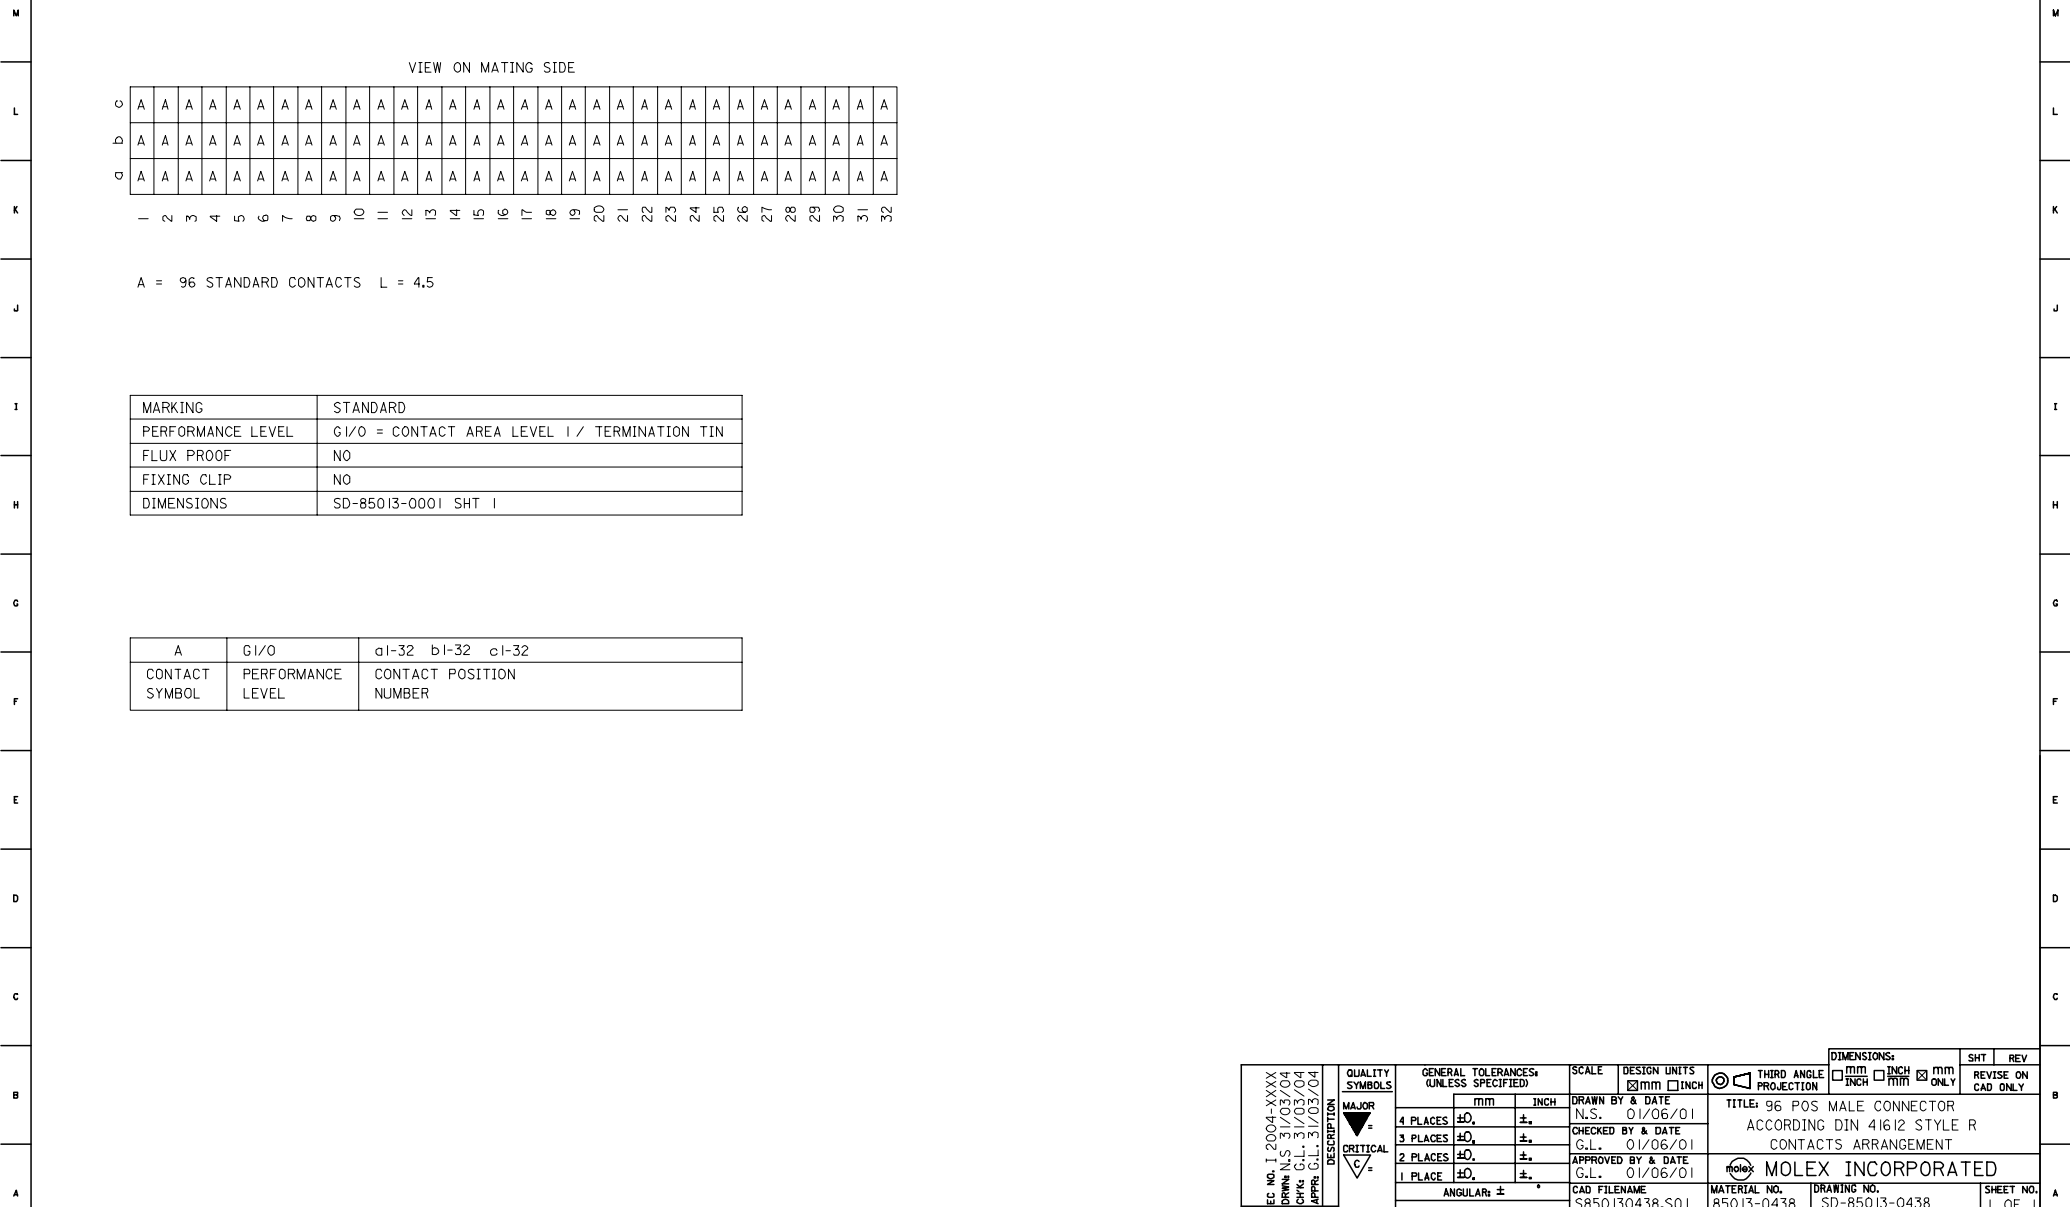 M M
VIEW ON MATING SIDE
c A A A A A A A A A A A A A A A A A A A A A A A A A A A A A A A A
L L
b A A A A A A A A A A A A A A A A A A A A A A A A A A A A A A A A
a A A A A A A A A A A A A A A A A A A A A A A A A A A A A A A A A
K 1 2 3 4 5 6 7 8 9 10 11 12 13 14 15 16 17 18 19 20 21 22 23 24 25 26 27 28 29 30 31 32 K
A = 96 STANDARD CONTACTS L = 4.5
J J
I I
MARKING STANDARD
PERFORMANCE LEVEL G1/0 = CONTACT AREA LEVEL 1 / TERMINATION TIN
FLUX PROOF NO
FIXING CLIP NO
DIMENSIONS SD-85013-0001 SHT 1
H H
G G
A G1/0 a1-32 b1-32 c1-32
CONTACT SYMBOL PERFORMANCE LEVEL CONTACT POSITION NUMBER
F F
E E
D D
C C
B B
A A
EC NO. I 2004-XXXX
DRWN: N.S 31/03/04
CH'K: G.L. 31/03/04
APPR: G.L. 31/03/04
DESCRIPTION
QUALITY SYMBOLS
MAJOR
=
CRITICAL
C =
GENERAL TOLERANCES:
(UNLESS SPECIFIED)
mm INCH
4 PLACES ±0. ±.
3 PLACES ±0. ±.
2 PLACES ±0. ±.
1 PLACE ±0. ±.
ANGULAR: ± °
SCALE
DESIGN UNITS
mm INCH
DRAWN BY & DATE
N.S. 01/06/01
CHECKED BY & DATE
G.L. 01/06/01
APPROVED BY & DATE
G.L. 01/06/01
CAD FILENAME
S850130438.S01
THIRD ANGLE PROJECTION
DIMENSIONS:
mm INCH INCH mm mm ONLY
SHT REV
REVISE ON CAD ONLY
TITLE: 96 POS MALE CONNECTOR
ACCORDING DIN 41612 STYLE R
CONTACTS ARRANGEMENT
molex MOLEX INCORPORATED
MATERIAL NO.
85013-0438
DRAWING NO.
SD-85013-0438
SHEET NO.
1 OF 1